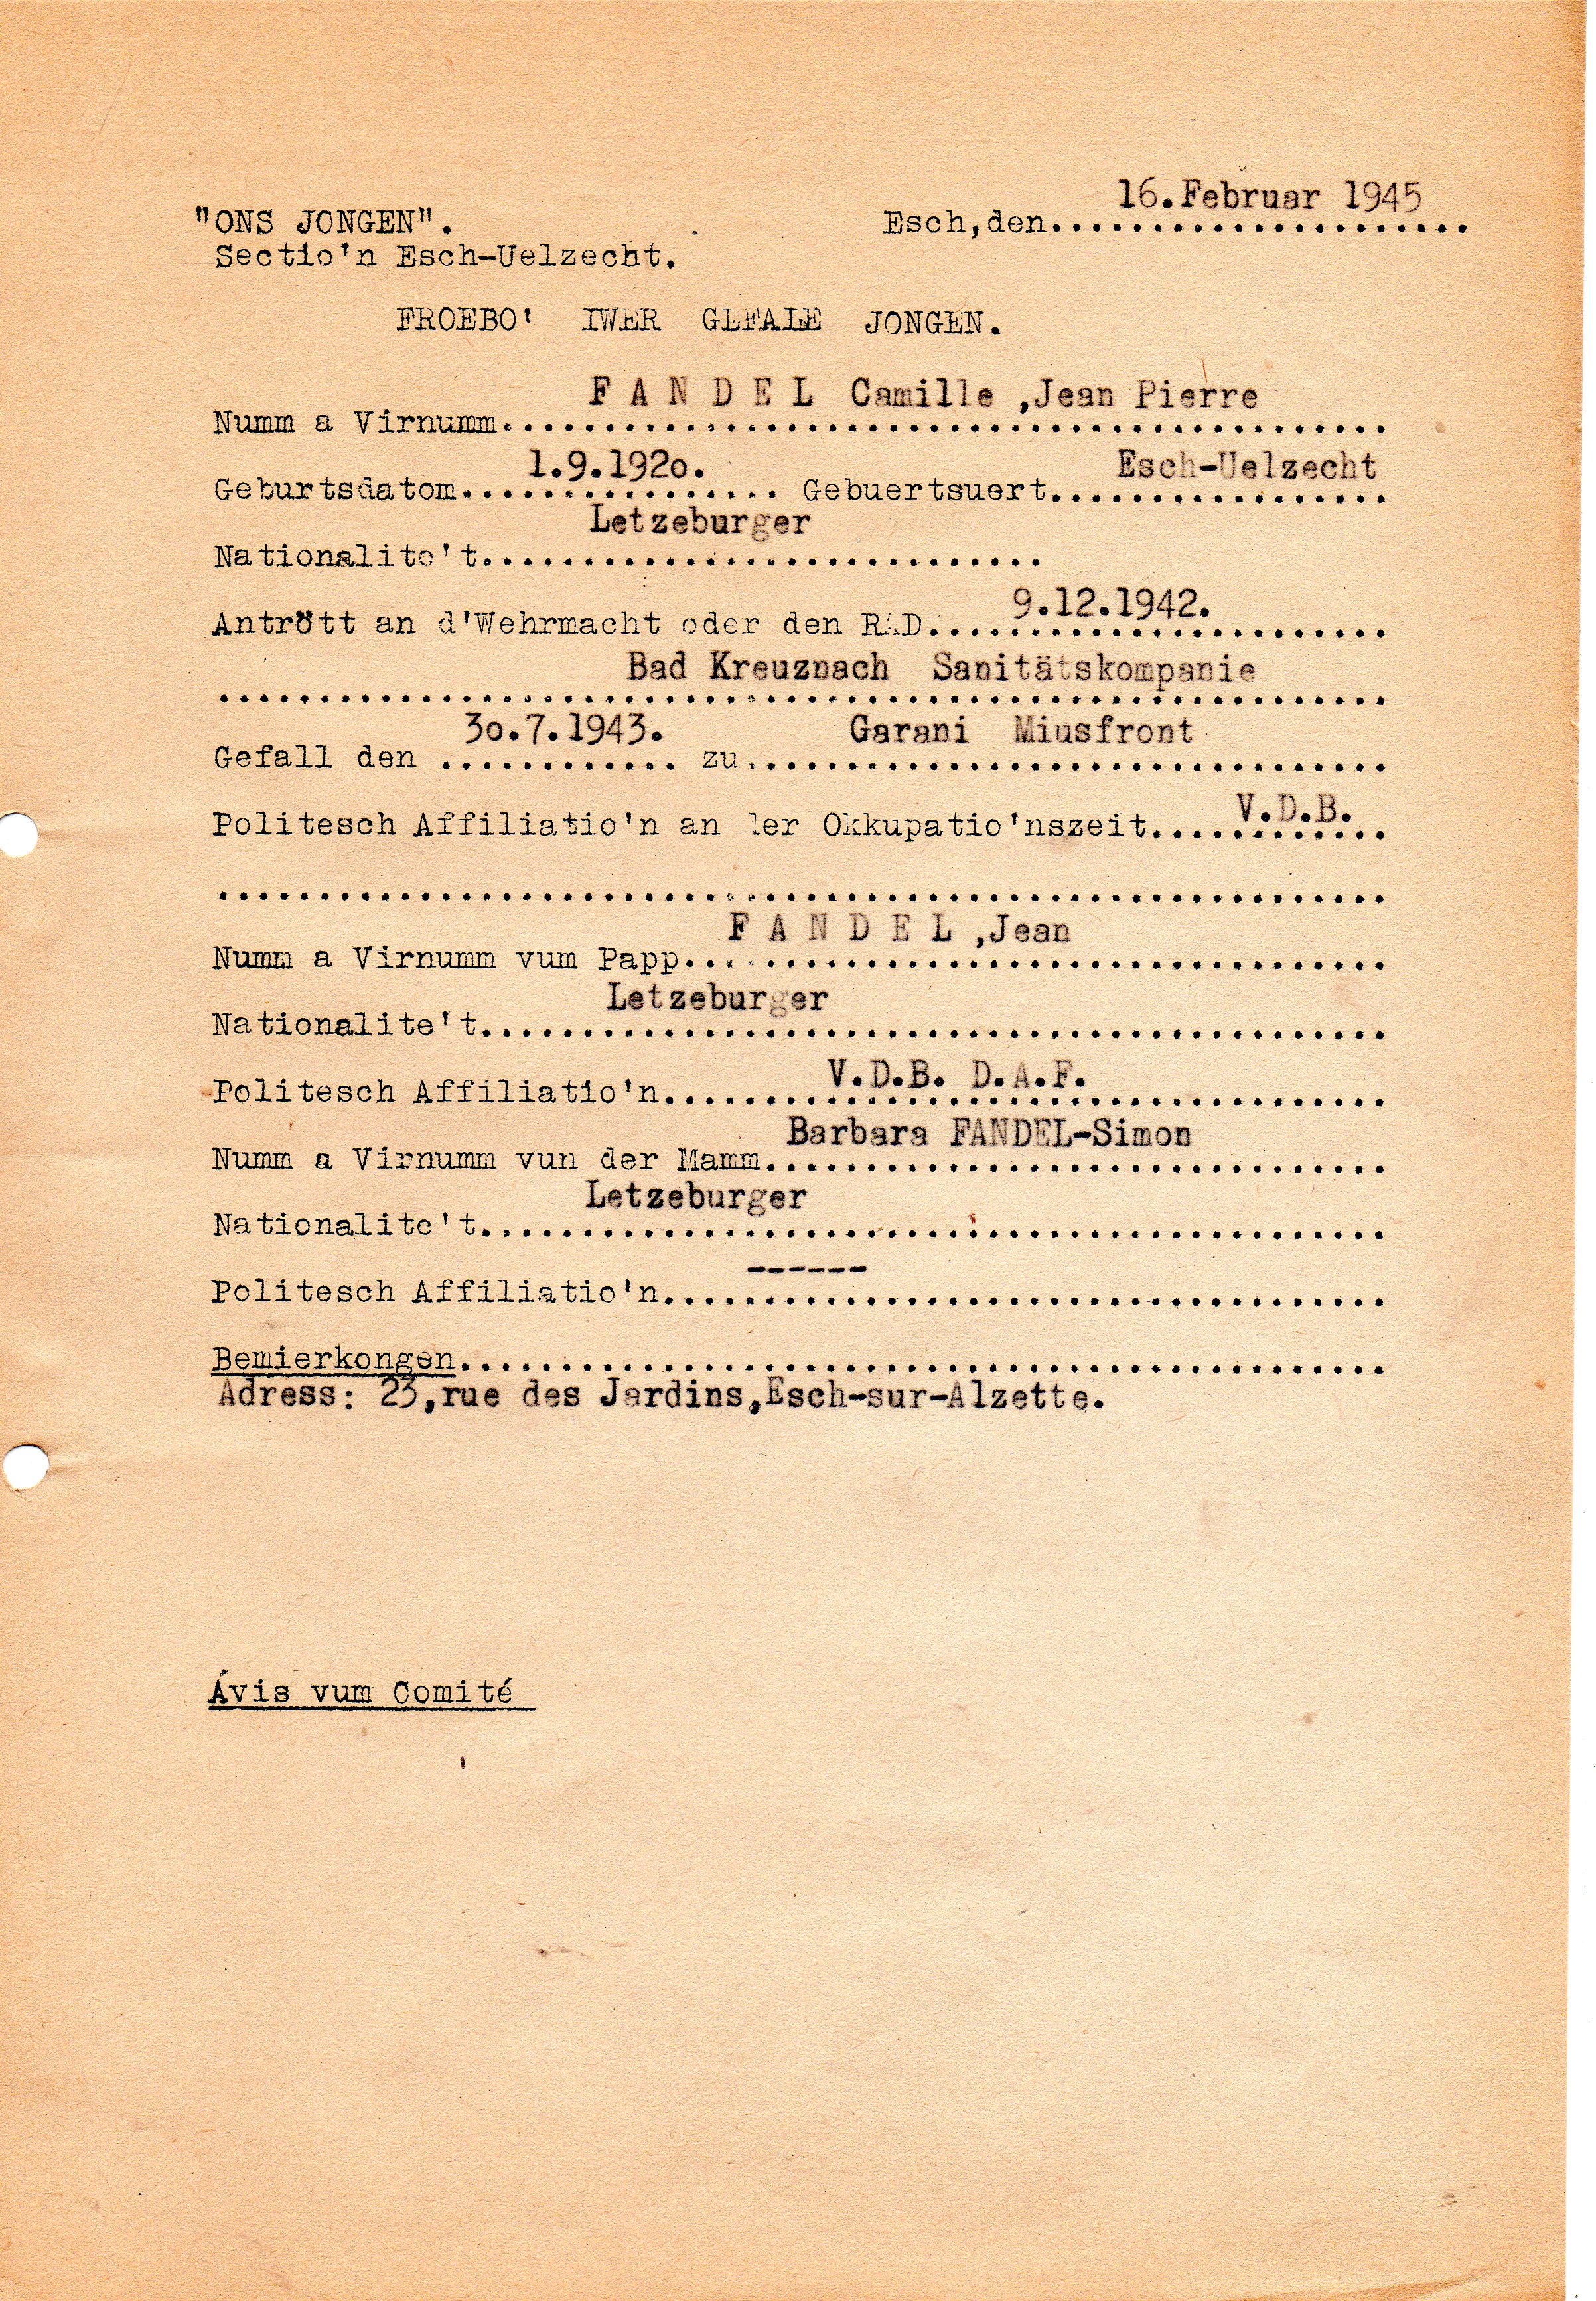 16.Februar 1945
"ONS JONGEN". Esch,den.....................
Sectio'n Esch-Uelzecht.
FROEBO' IWER GEFALE JONGEN.
F A N D E L Camille ,Jean Pierre
Numm a Virnumm............................................
1.9.192o. Esch-Uelzecht
Geburtsdatom................ Gebuertsuert.................
Letzeburger
Nationalite't............................
9.12.1942.
Antrött an d'Wehrmacht oder den RAD.......................
Bad Kreuznach Sanitätskompanie
..........................................................
3o.7.1943. Garani Miusfront
Gefall den ............ zu................................
V.D.B.
Politesch Affiliatio'n an der Okkupatio'nszeit............
..........................................................
F A N D E L ,Jean
Numm a Virnumm vum Papp...................................
Letzeburger
Nationalite't.............................................
V.D.B. D.A.F.
Politesch Affiliatio'n....................................
Barbara FANDEL-Simon
Numm a Virnumm vun der Mamm...............................
Letzeburger
Nationalite't.............................................
------
Politesch Affiliatio'n....................................
Bemierkongen..............................................
Adress: 23,rue des Jardins,Esch-sur-Alzette.
Avis vum Comité